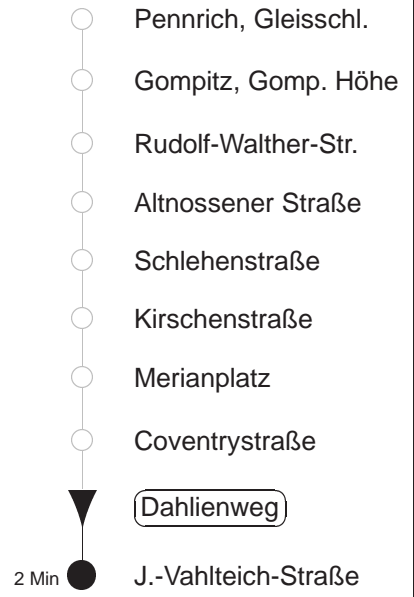 Pennrich, Gleisschl.
Gompitz, Gomp. Höhe
Rudolf-Walther-Str.
Altnossener Straße
Schlehenstraße
Kirschenstraße
Merianplatz
Coventrystraße
Dahlienweg
2 Min J.-Vahlteich-Straße